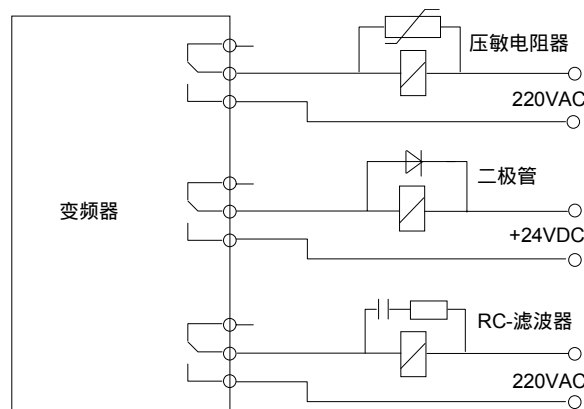 压敏电阻器
220VAC
二极管
变频器
+24VDC
RC-滤波器
220VAC